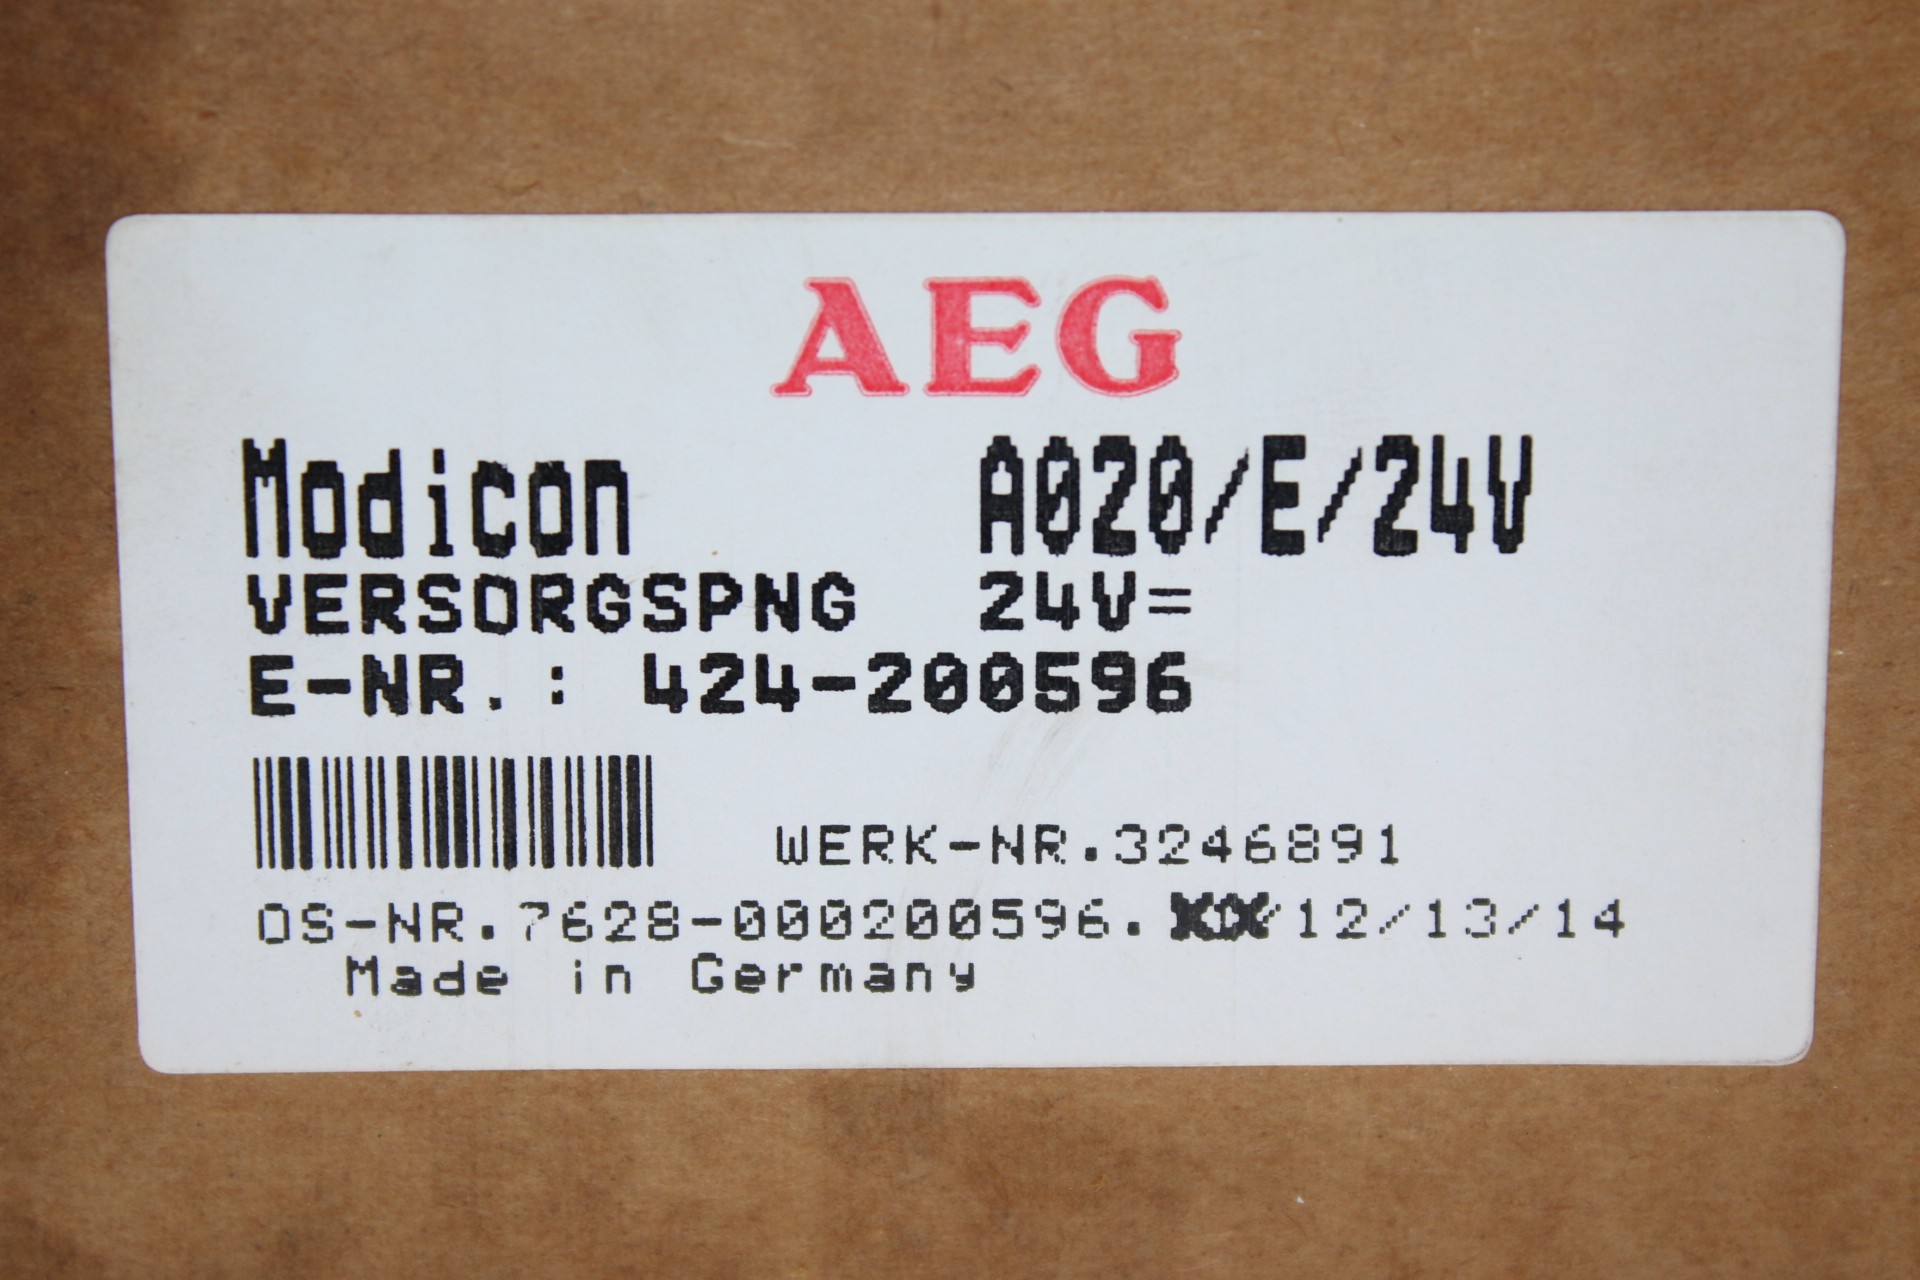 AEG
Modicon A020/E/24V
VERSORGSPNG 24V=
E-NR.: 424-200596
WERK-NR.3246891
OS-NR.7628-000200596. 12/13/14
Made in Germany